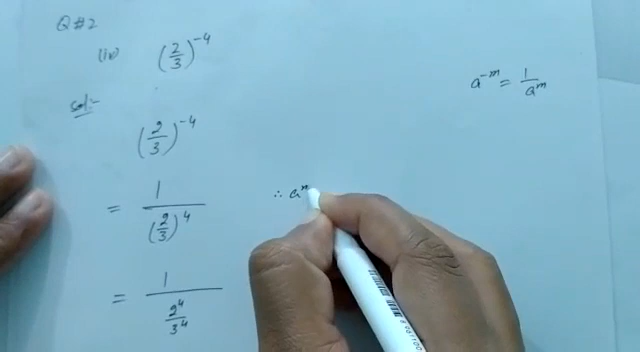 Q#2
(iv) (2/3)^-4
Sol:-
(2/3)^-4
a^-m = 1/a^m
= 1/(2/3)^4
∴ a^m
= 1/(2^4/3^4)